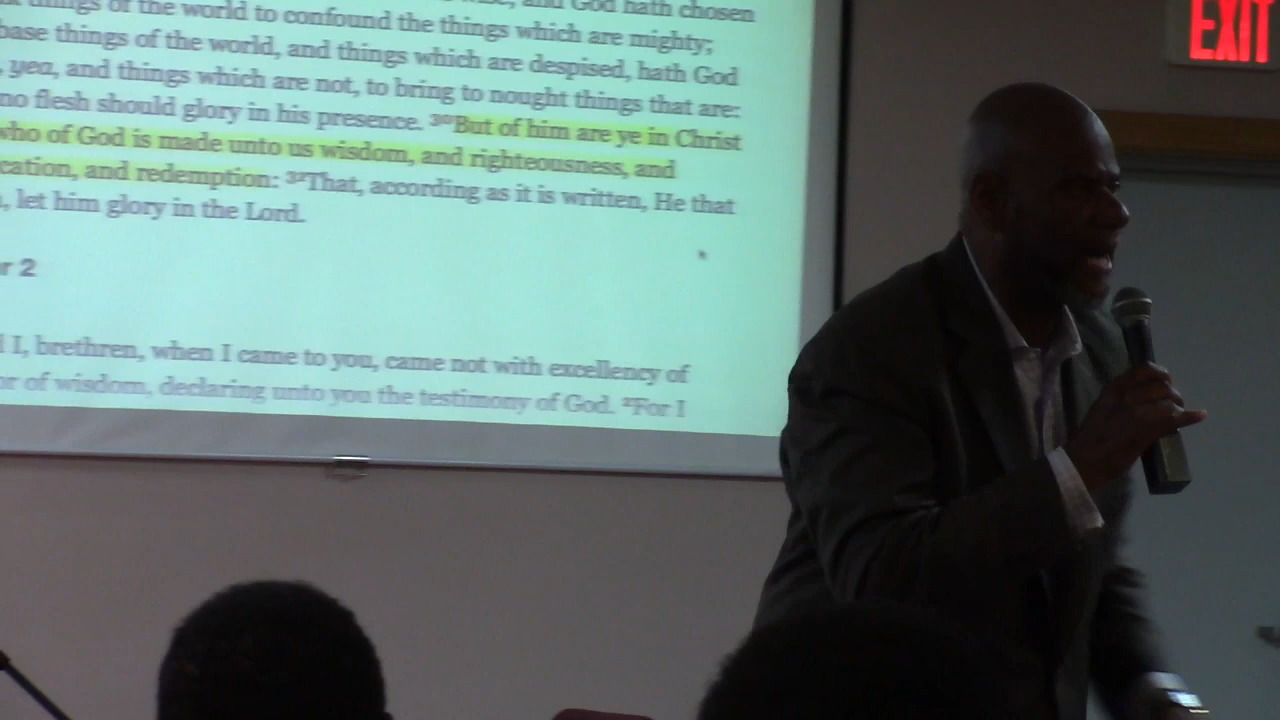 things of the world to confound the things which are mighty;
base things of the world, and things which are despised, hath God
, yea, and things which are not, to bring to nought things that are:
no flesh should glory in his presence. ³⁰But of him are ye in Christ
who of God is made unto us wisdom, and righteousness, and
cation, and redemption: ³¹That, according as it is written, He that
, let him glory in the Lord.
r 2
I, brethren, when I came to you, came not with excellency of
or of wisdom, declaring unto you the testimony of God. ²For I
and God hath chosen
EXIT